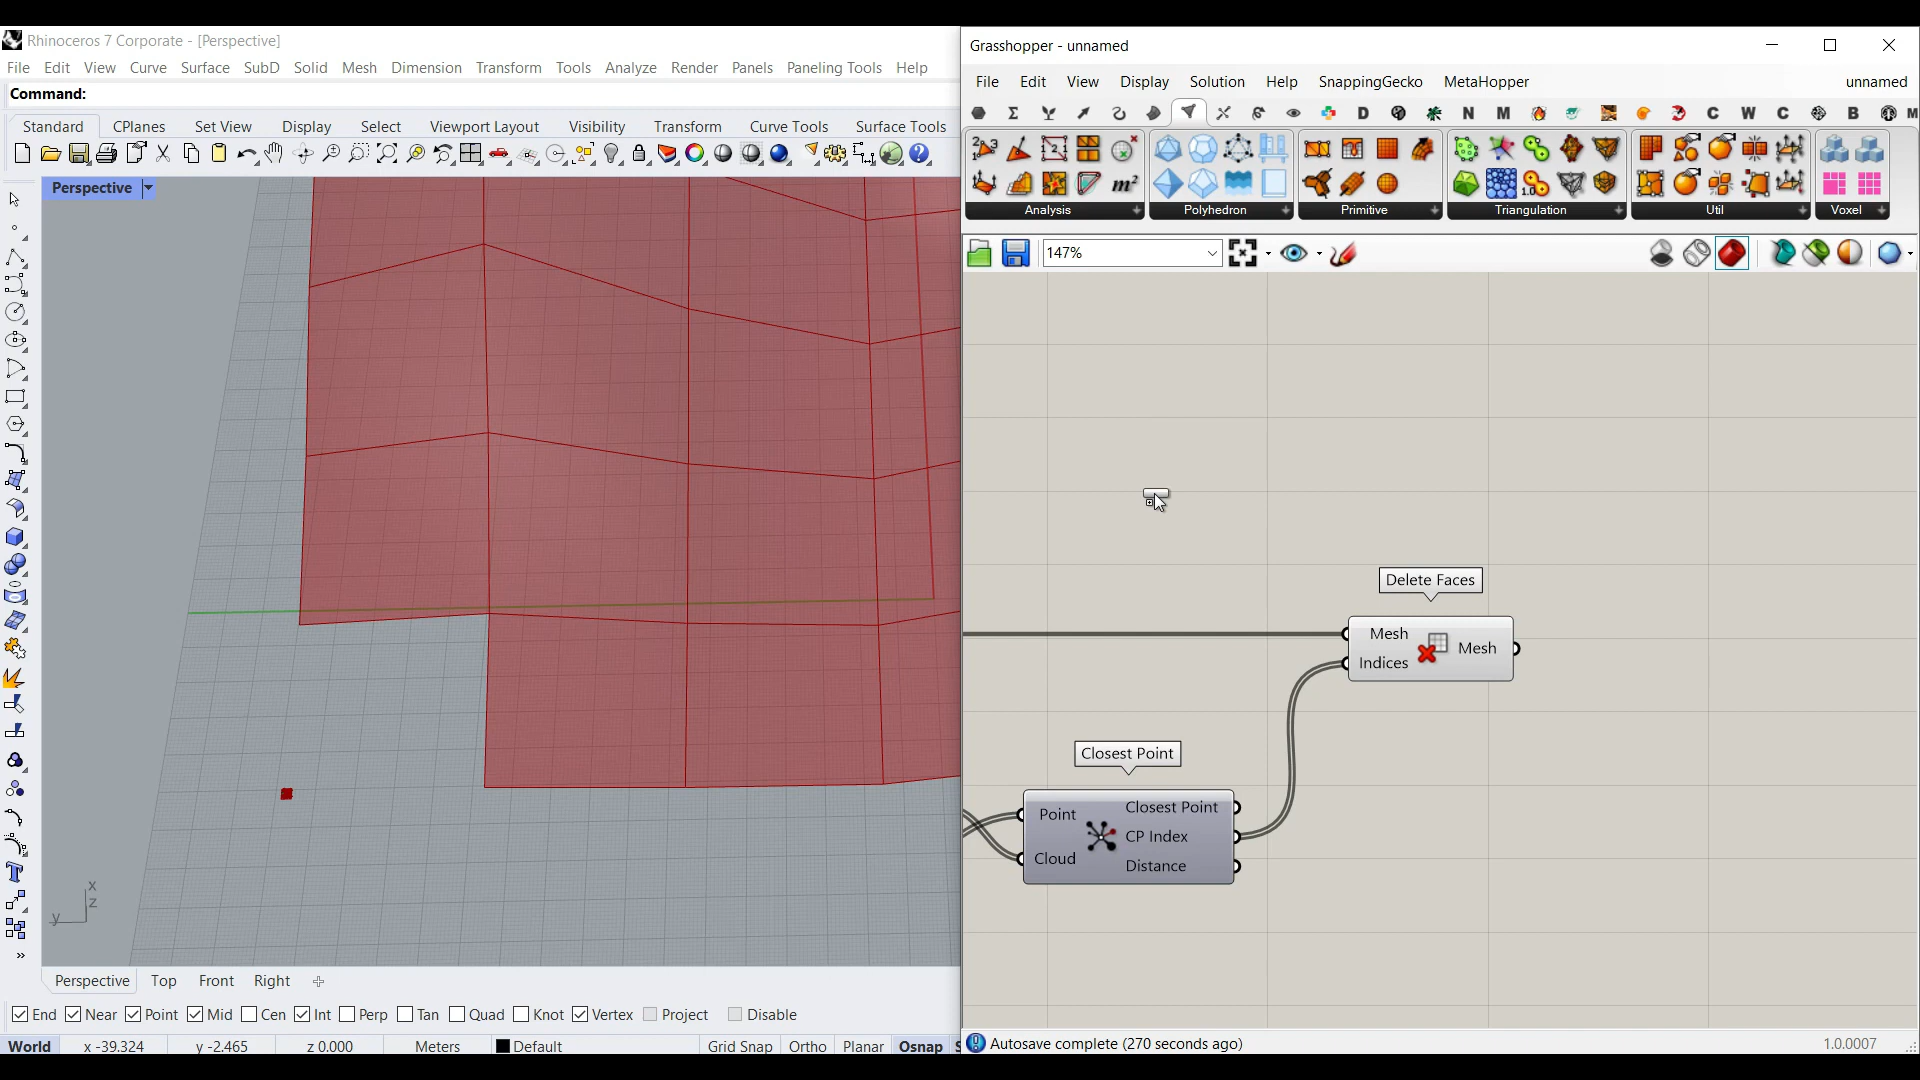 Rhinoceros 7 Corporate - [Perspective]
File Edit View Curve Surface SubD Solid Mesh Dimension Transform Tools Analyze Render Panels Paneling Tools Help
Command:
Standard CPlanes Set View Display Select Viewport Layout Visibility Transform Curve Tools Surface Tools
Perspective
x
z
y
Perspective Top Front Right
End Near Point Mid Cen Int Perp Tan Quad Knot Vertex Project Disable
World x -39.324 y -2.465 z 0.000 Meters Default Grid Snap Ortho Planar Osnap S
Grasshopper - unnamed
File Edit View Display Solution Help SnappingGecko MetaHopper unnamed
D N M C W C B M
Analysis Polyhedron Primitive Triangulation Util Voxel
147%
Delete Faces
Mesh
Indices
Mesh
Closest Point
Point
Cloud
Closest Point
CP Index
Distance
Autosave complete (270 seconds ago) 1.0.0007